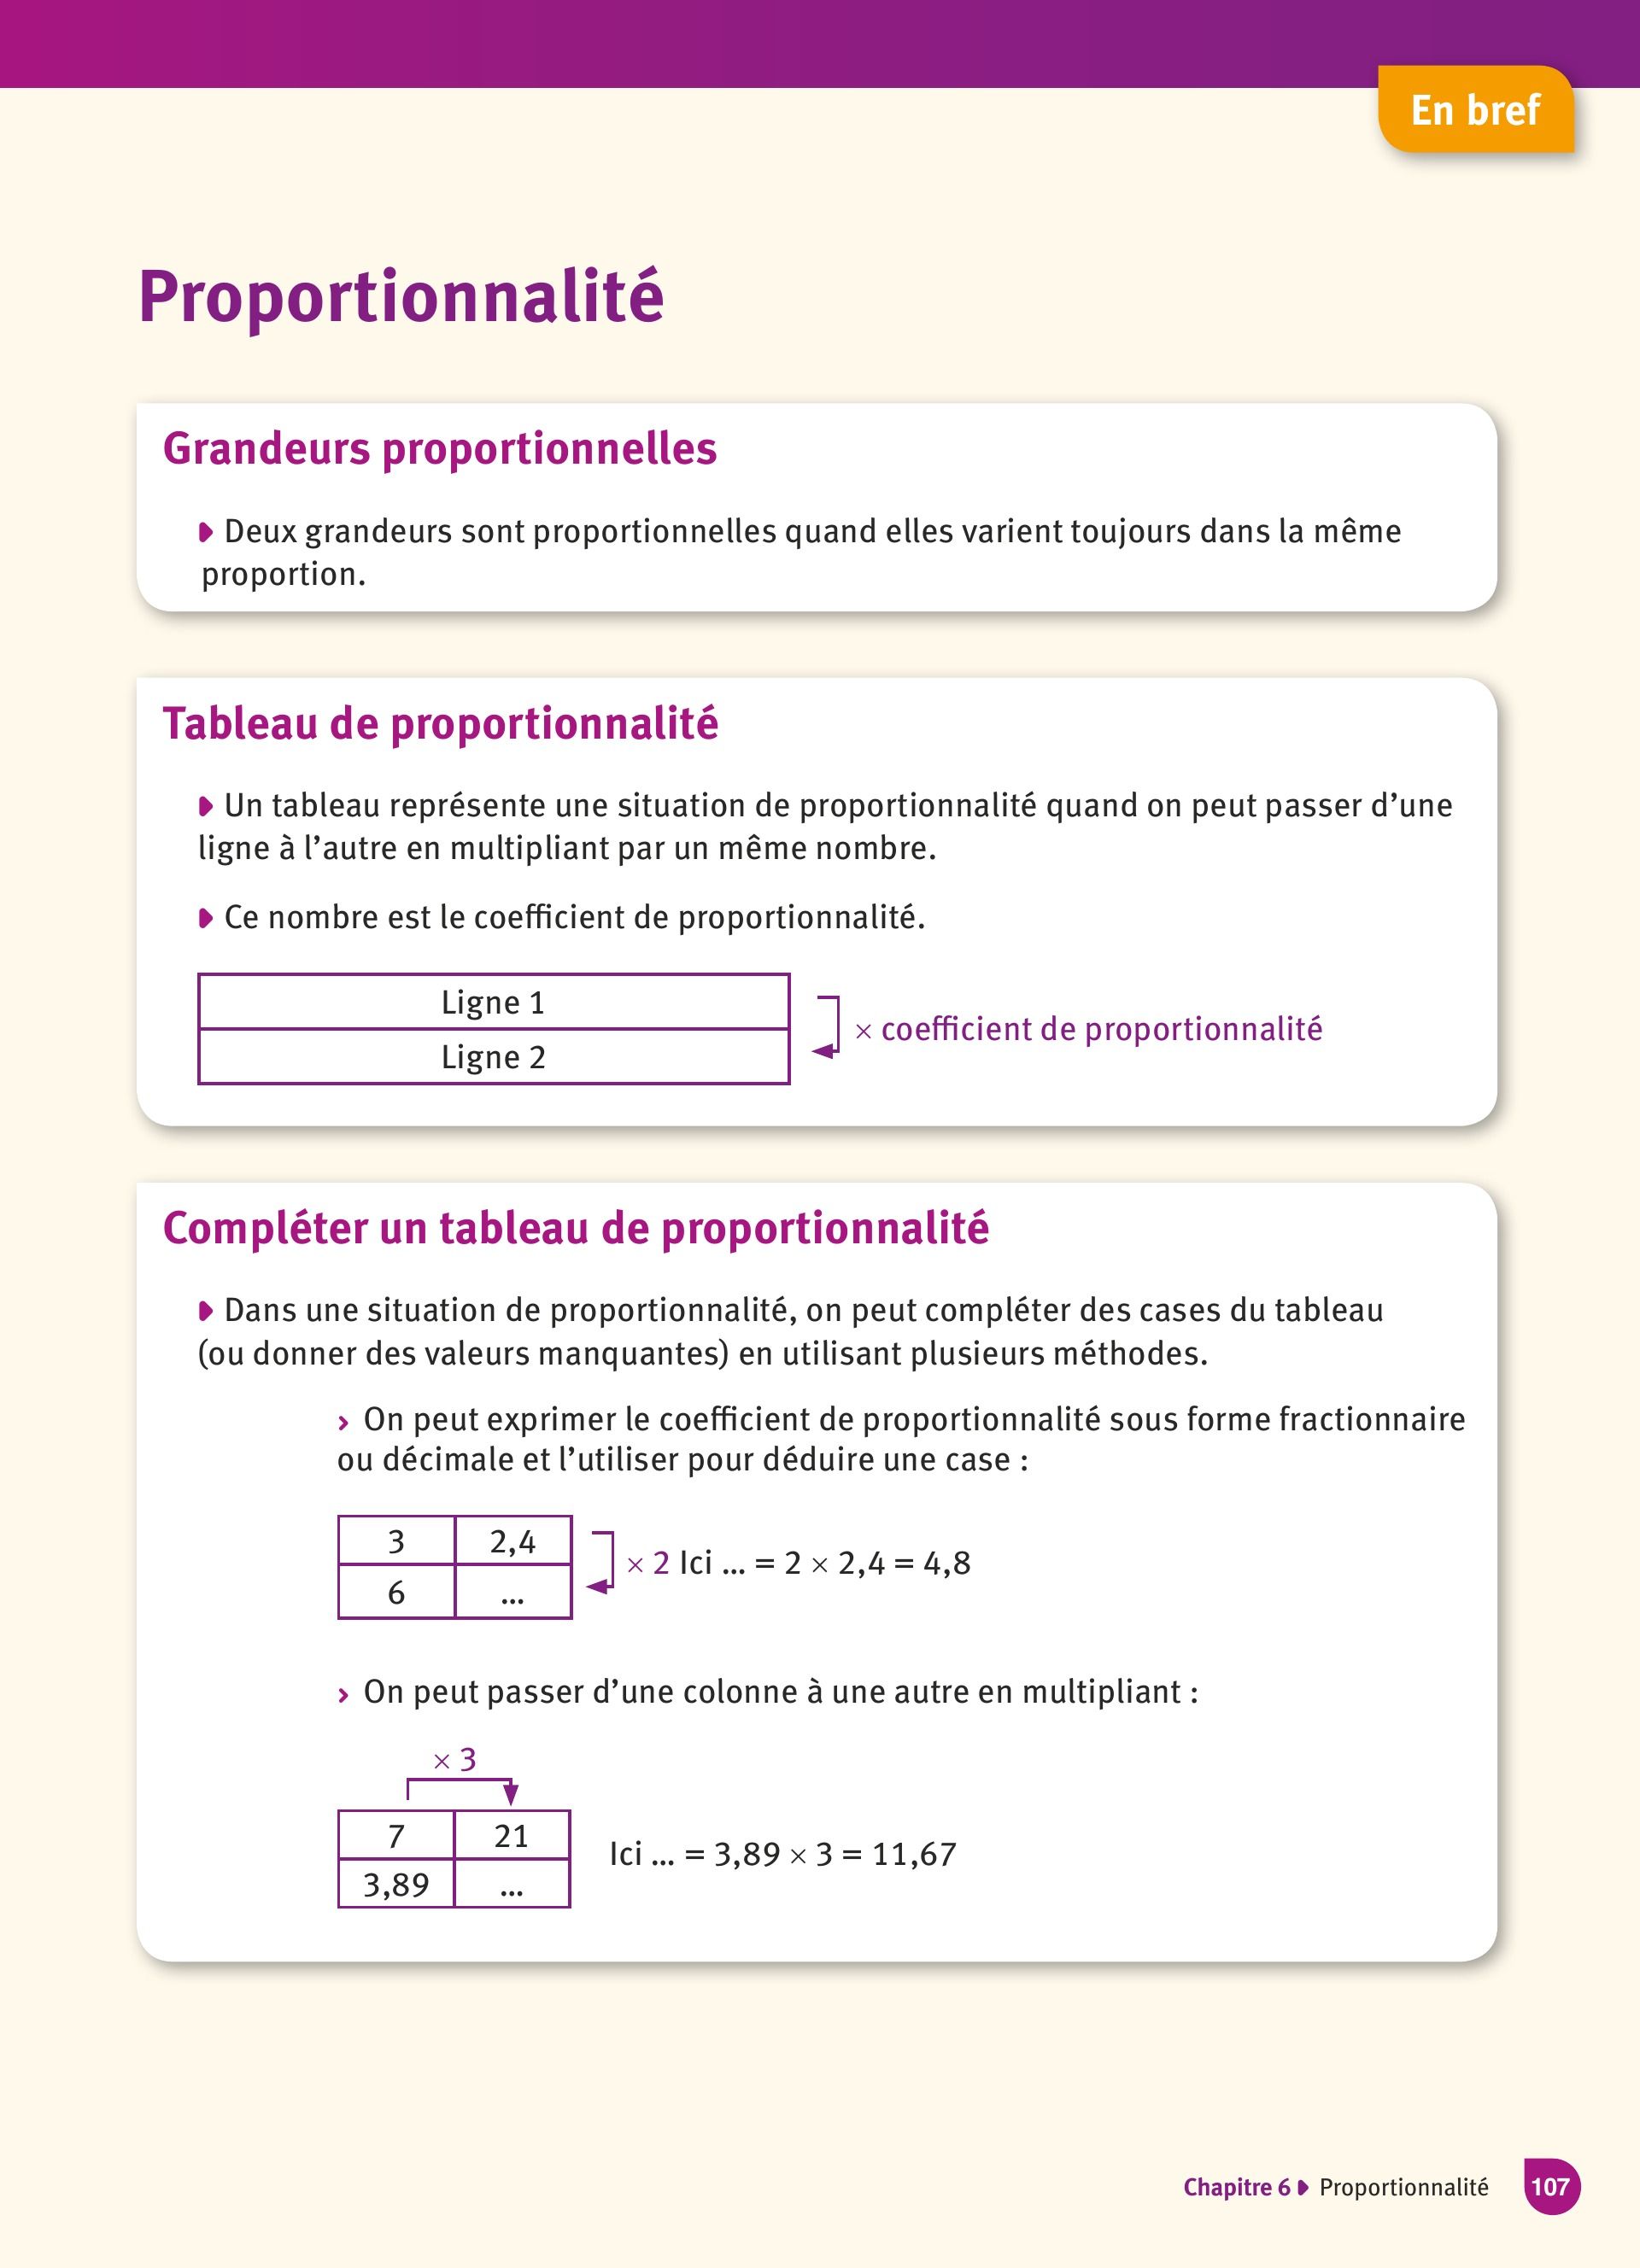 En bref
Proportionnalité
Grandeurs proportionnelles
Deux grandeurs sont proportionnelles quand elles varient toujours dans la même
proportion.
Tableau de proportionnalité
Un tableau représente une situation de proportionnalité quand on peut passer d’une
ligne à l’autre en multipliant par un même nombre.
Ce nombre est le coefficient de proportionnalité.
Ligne 1
Ligne 2
× coefficient de proportionnalité
Compléter un tableau de proportionnalité
Dans une situation de proportionnalité, on peut compléter des cases du tableau
(ou donner des valeurs manquantes) en utilisant plusieurs méthodes.
› On peut exprimer le coefficient de proportionnalité sous forme fractionnaire
ou décimale et l’utiliser pour déduire une case :
3 2,4
6 ...
× 2 Ici ... = 2 × 2,4 = 4,8
› On peut passer d’une colonne à une autre en multipliant :
× 3
7 21
3,89 ...
Ici ... = 3,89 × 3 = 11,67
Chapitre 6 Proportionnalité 107